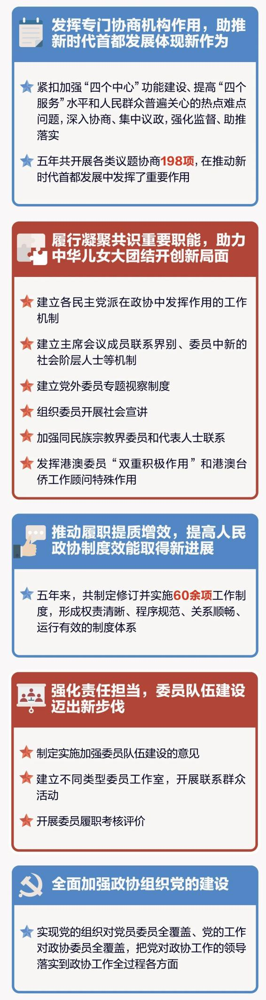 发挥专门协商机构作用，助推
新时代首都发展体现新作为
紧扣加强“四个中心”功能建设、提高“四个
服务”水平和人民群众普遍关心的热点难点
问题，深入协商、集中议政，强化监督、助推
落实
五年共开展各类议题协商198项，在推动新
时代首都发展中发挥了重要作用
履行凝聚共识重要职能，助力
中华儿女大团结开创新局面
建立各民主党派在政协中发挥作用的工作
机制
建立主席会议成员联系界别、委员中新的
社会阶层人士等机制
建立党外委员专题视察制度
组织委员开展社会宣讲
加强同民族宗教界委员和代表人士联系
发挥港澳委员“双重积极作用”和港澳台
侨工作顾问特殊作用
推动履职提质增效，提高人民
政协制度效能取得新进展
五年来，共制定修订并实施60余项工作制
度，形成权责清晰、程序规范、关系顺畅、
运行有效的制度体系
强化责任担当，委员队伍建设
迈出新步伐
制定实施加强委员队伍建设的意见
建立不同类型委员工作室，开展联系群众
活动
开展委员履职考核评价
全面加强政协组织党的建设
实现党的组织对党员委员全覆盖、党的工作
对政协委员全覆盖，把党对政协工作的领导
落实到政协工作全过程各方面